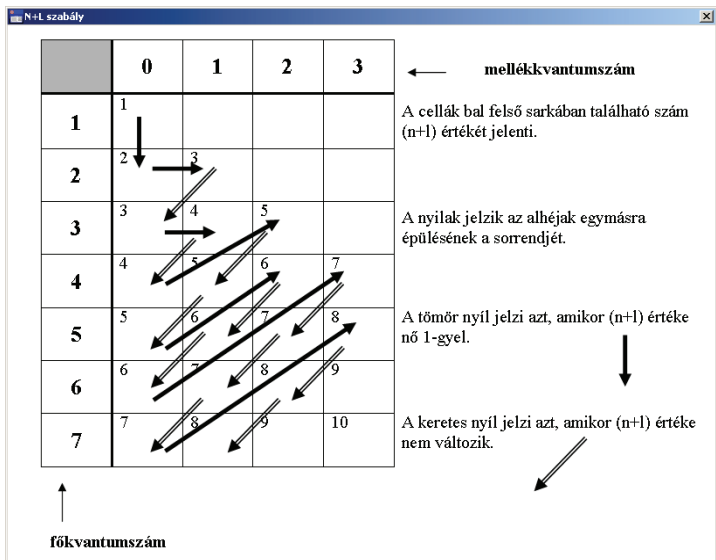 N+L szabály
0 1 2 3
mellékkvantumszám
1 1
2 2 3
3 3 4 5
4 4 5 6 7
5 5 6 7 8
6 6 7 8 9
7 7 8 9 10
A cellák bal felső sarkában található szám
(n+l) értékét jelenti.
A nyilak jelzik az alhéjak egymásra
épülésének a sorrendjét.
A tömör nyíl jelzi azt, amikor (n+l) értéke
nő 1-gyel.
A keretes nyíl jelzi azt, amikor (n+l) értéke
nem változik.
főkvantumszám